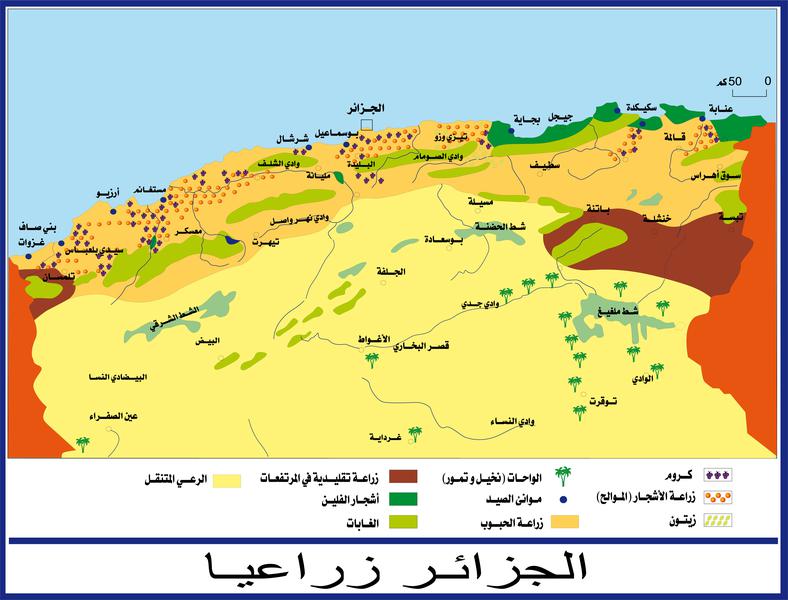 50 كم
0
الجزائر
عنابة
سكيكدة
جيجل
بجاية
قالمة
تيزي وزو
بوسماعيل
شرشال
سوق أهراس
سطيف
وادي الصومام
البليدة
وادي الشلف
مليانة
مستغانم
أرزيو
تبسة
خنشلة
باتنة
مسيلة
شط الحضنة
بوسعادة
وادي نهر واصل
تيهرت
معسكر
بني صاف
غزوات
سيدي بلعباس
تلمسان
الجلفة
وادي جدي
شط ملغيغ
الشط الشرقي
البيض
الأغواط
قصر البخاري
البيضادي النسا
الوادي
توقرت
عين الصفراء
وادي النساء
غرداية
كروم
الواحات (نخيل و تمور)
زراعة تقليدية في المرتفعات
الرعي المتنقل
زراعة الأشجار (الموالح)
موانئ الصيد
أشجار الفلين
زيتون
زراعة الحبوب
الغابات
الجزائر زراعيا